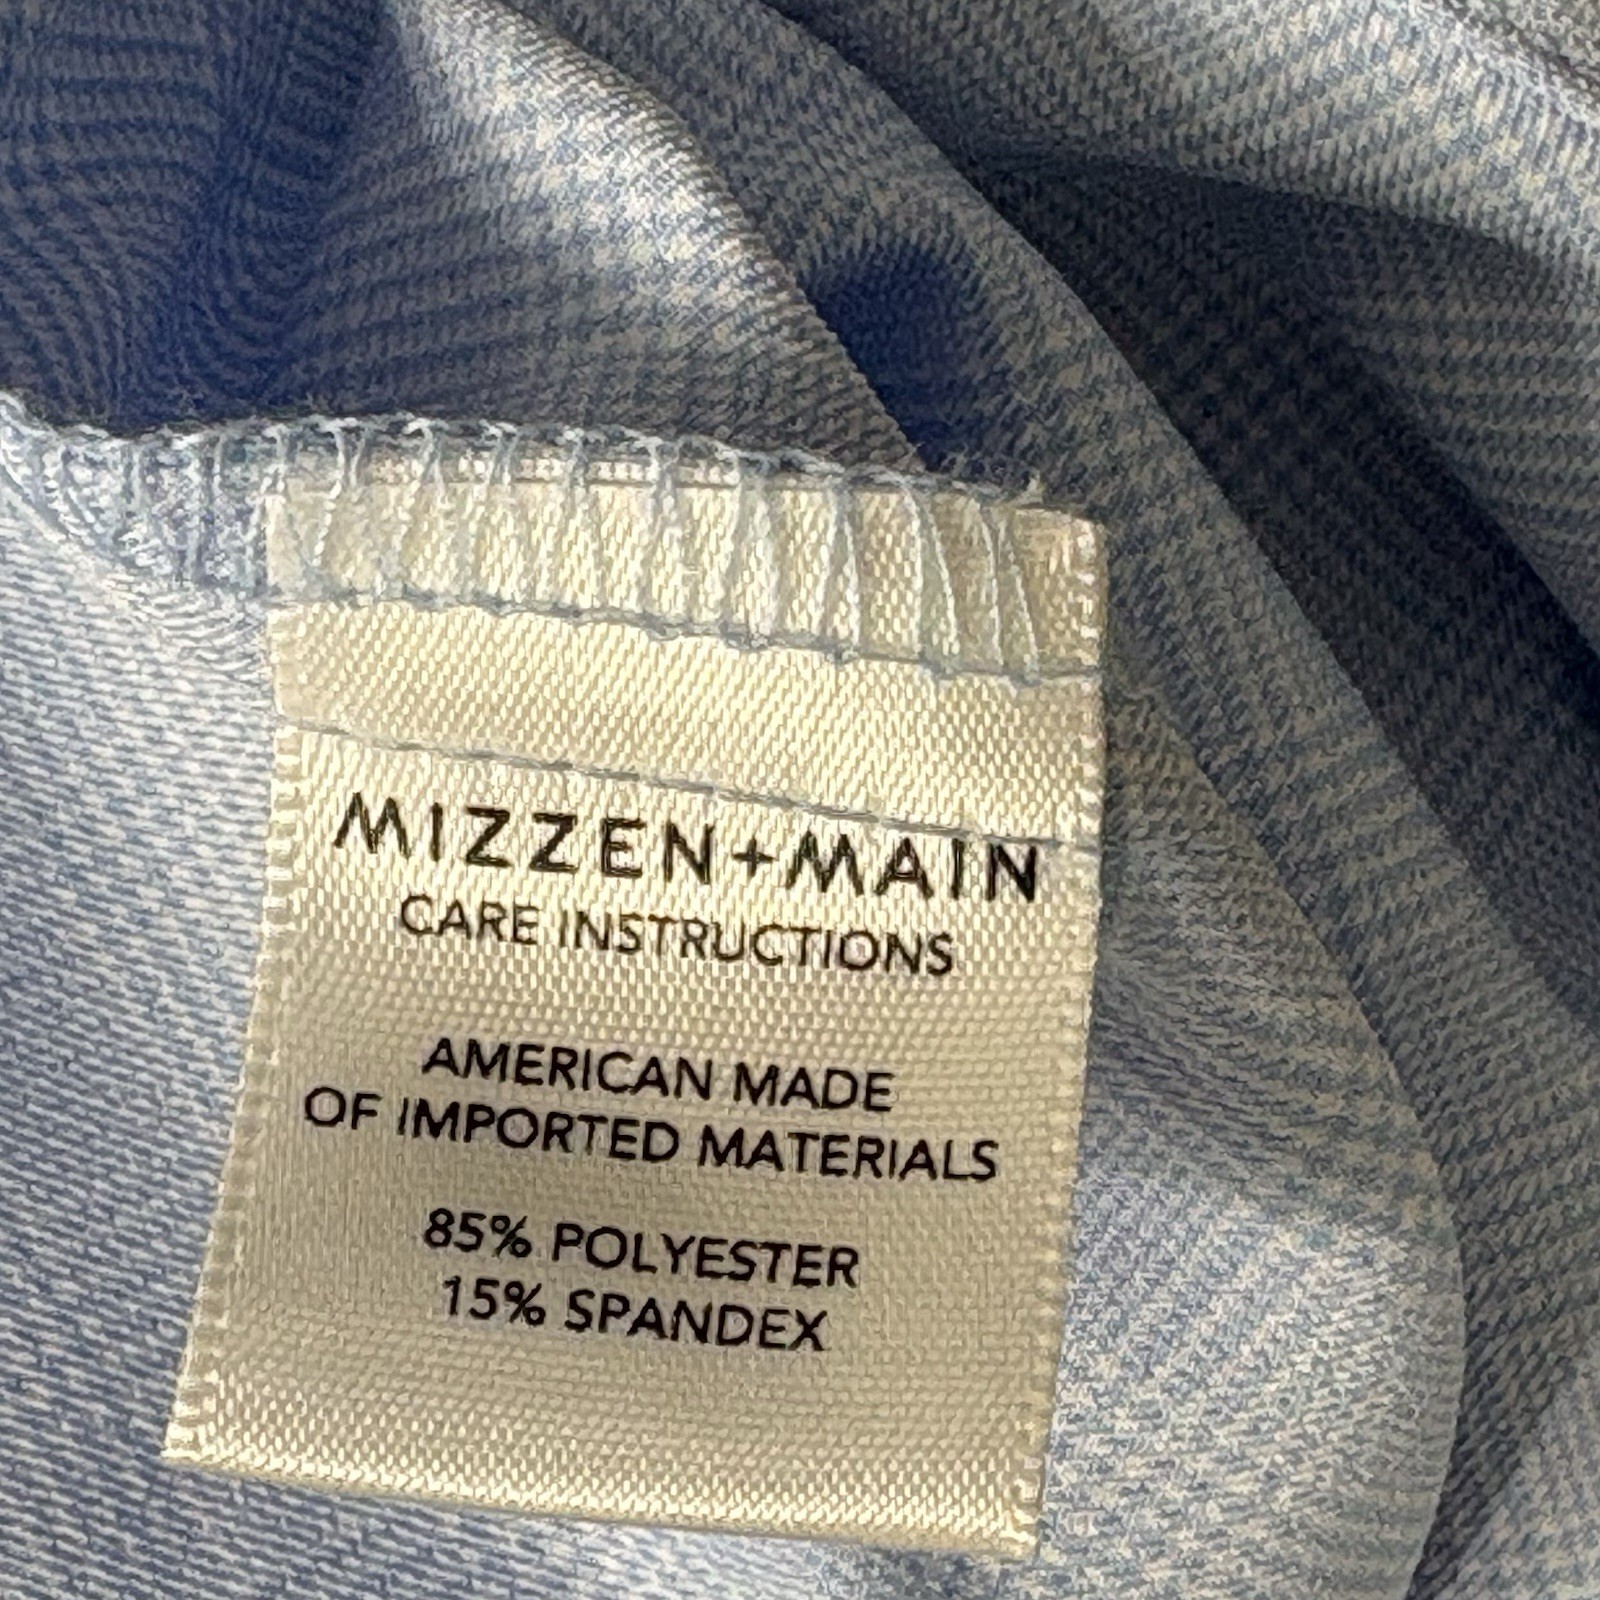 MIZZEN+MAIN
CARE INSTRUCTIONS
AMERICAN MADE
OF IMPORTED MATERIALS
85% POLYESTER
15% SPANDEX